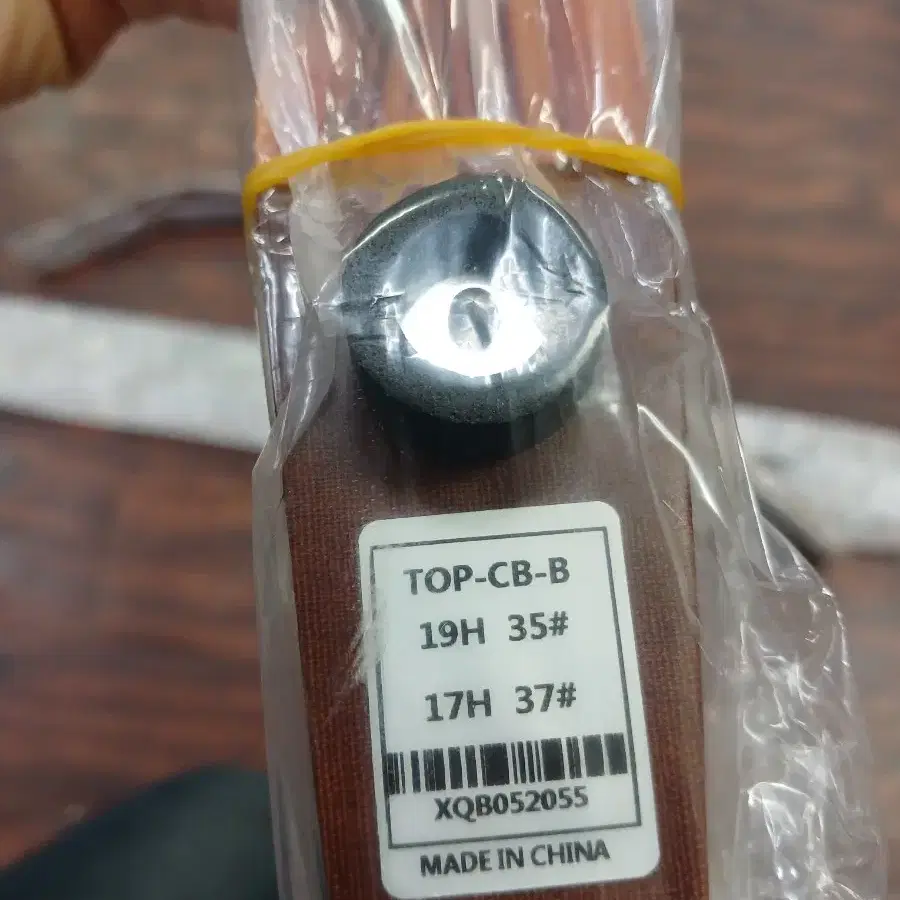 TOP-CB-B
19H 35#
17H 37#
XQB052055
MADE IN CHINA